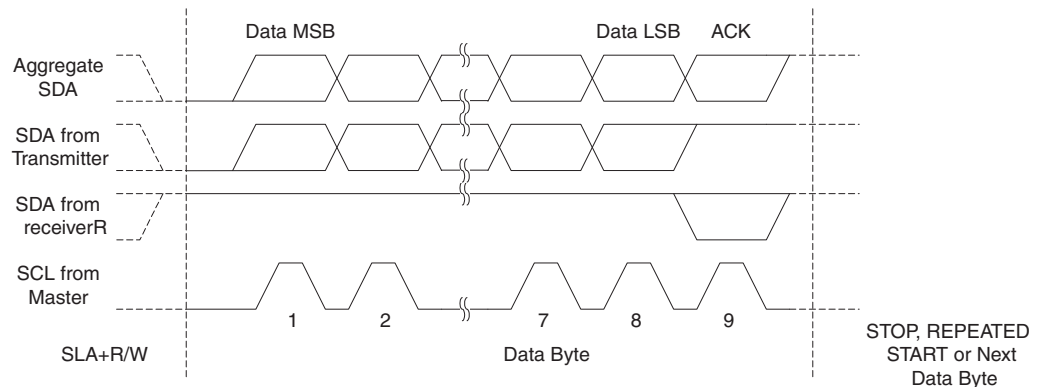 Data MSB
Data LSB
ACK
Aggregate
SDA
SDA from
Transmitter
SDA from
receiverR
SCL from
Master
1
2
7
8
9
SLA+R/W
Data Byte
STOP, REPEATED
START or Next
Data Byte